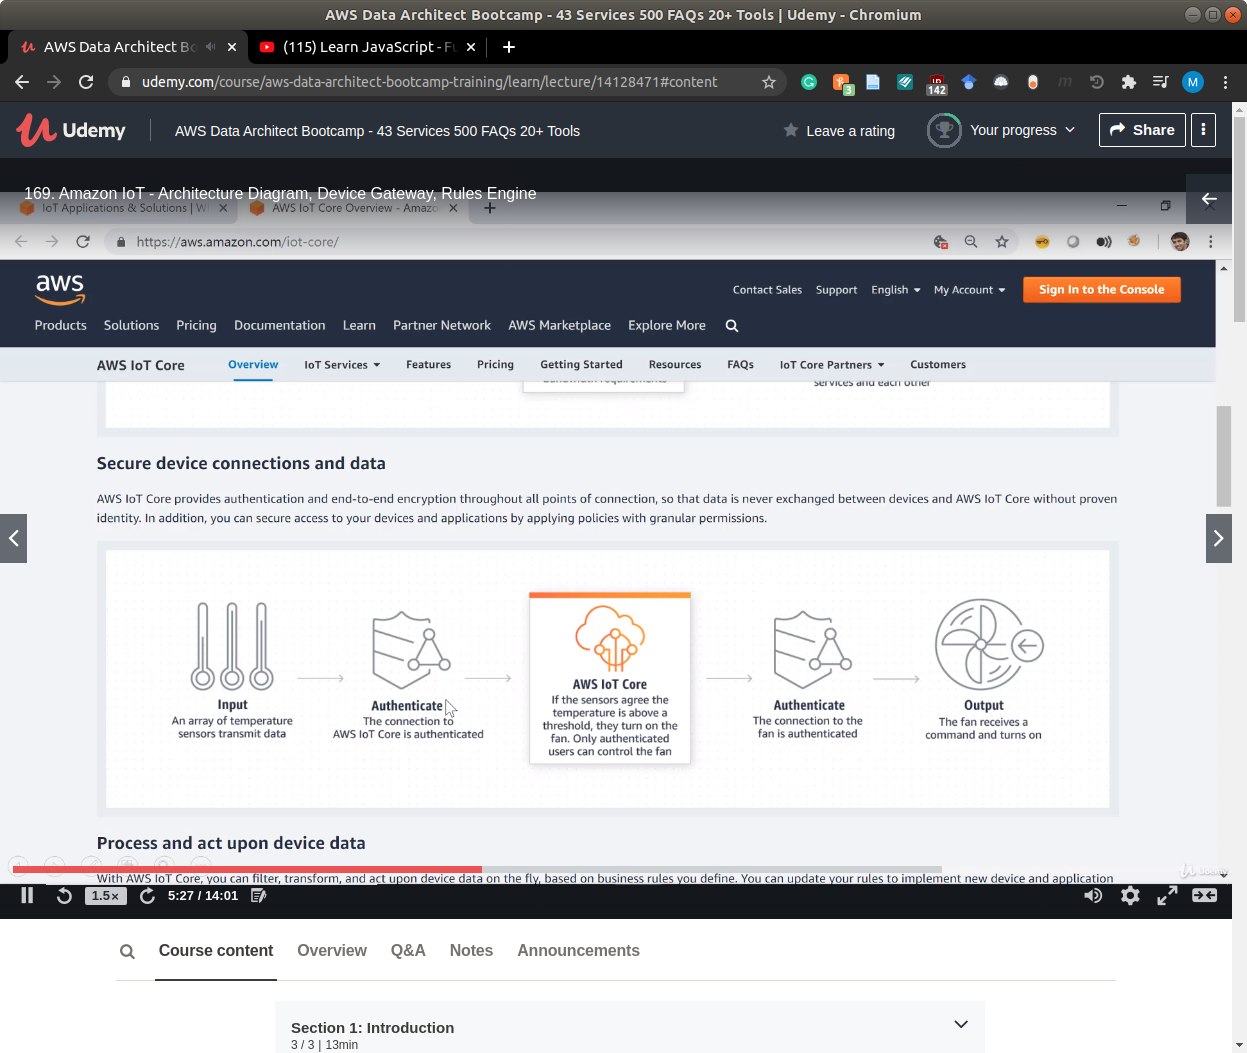 AWS Data Architect Bootcamp - 43 Services 500 FAQs 20+ Tools | Udemy - Chromium
AWS Data Architect Bo
(115) Learn JavaScript - Fu
udemy.com/course/aws-data-architect-bootcamp-training/learn/lecture/14128471#content
3
142
M
Udemy
AWS Data Architect Bootcamp - 43 Services 500 FAQs 20+ Tools
Leave a rating
Your progress
Share
169. Amazon IoT - Architecture Diagram, Device Gateway, Rules Engine
IoT Applications & Solutions | W
AWS IoT Core Overview - Amazo
https://aws.amazon.com/iot-core/
aws
Contact Sales Support English My Account Sign In to the Console
Products Solutions Pricing Documentation Learn Partner Network AWS Marketplace Explore More
AWS IoT Core Overview IoT Services Features Pricing Getting Started Resources FAQs IoT Core Partners Customers
bandwidth requirements
services and each other
Secure device connections and data
AWS IoT Core provides authentication and end-to-end encryption throughout all points of connection, so that data is never exchanged between devices and AWS IoT Core without proven
identity. In addition, you can secure access to your devices and applications by applying policies with granular permissions.
Input
An array of temperature
sensors transmit data
Authenticate
The connection to
AWS IoT Core is authenticated
AWS IoT Core
If the sensors agree the
temperature is above a
threshold, they turn on the
fan. Only authenticated
users can control the fan
Authenticate
The connection to the
fan is authenticated
Output
The fan receives a
command and turns on
Process and act upon device data
With AWS IoT Core, you can filter, transform, and act upon device data on the fly, based on business rules you define. You can update your rules to implement new device and application
Udemy
1.5x
5:27 / 14:01
Course content Overview Q&A Notes Announcements
Section 1: Introduction
3 / 3 | 13min